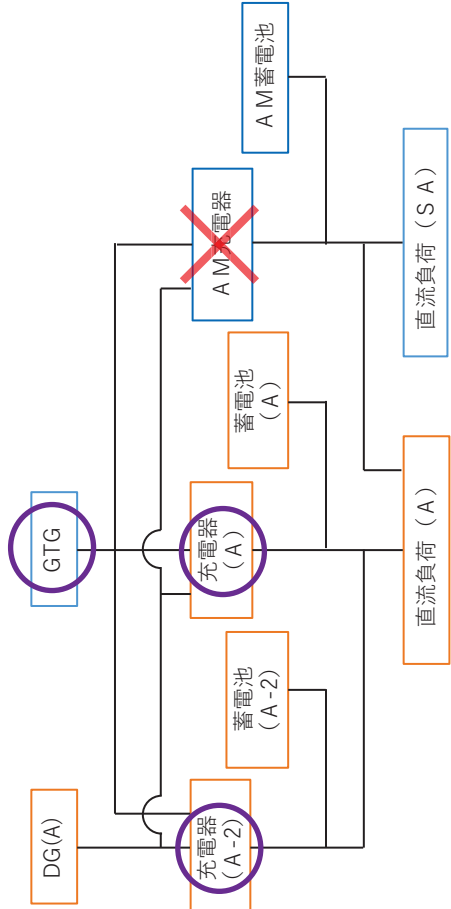 DG(A)
GTG
充電器
(A-2)
充電器
(A)
AM充電器
蓄電池
(A-2)
蓄電池
(A)
AM蓄電池
直流負荷(A)
直流負荷(SA)